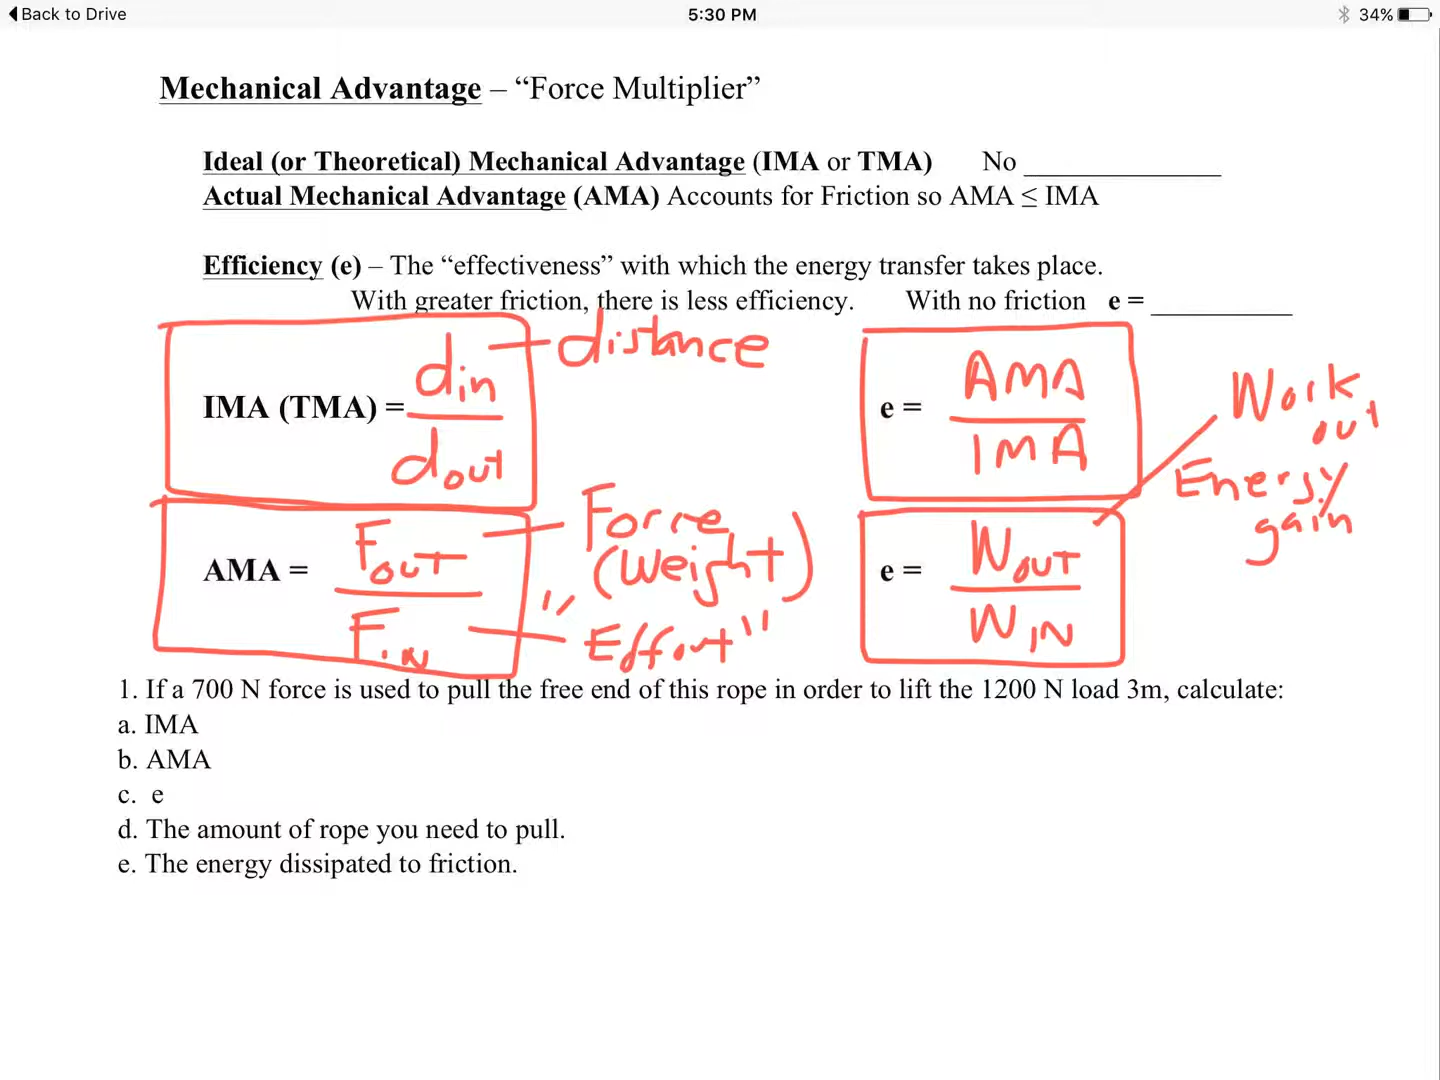 Back to Drive 5:30 PM 34%
Mechanical Advantage – “Force Multiplier”
Ideal (or Theoretical) Mechanical Advantage (IMA or TMA) No ______________
Actual Mechanical Advantage (AMA) Accounts for Friction so AMA ≤ IMA
Efficiency (e) – The “effectiveness” with which the energy transfer takes place.
With greater friction, there is less efficiency. With no friction e = __________
IMA (TMA) = din / dout – distance
e = AMA / IMA
Work out
Energy gain
AMA = FOUT / FIN
Force (Weight)
"Effort"
e = WOUT / WIN
1. If a 700 N force is used to pull the free end of this rope in order to lift the 1200 N load 3m, calculate:
a. IMA
b. AMA
c. e
d. The amount of rope you need to pull.
e. The energy dissipated to friction.